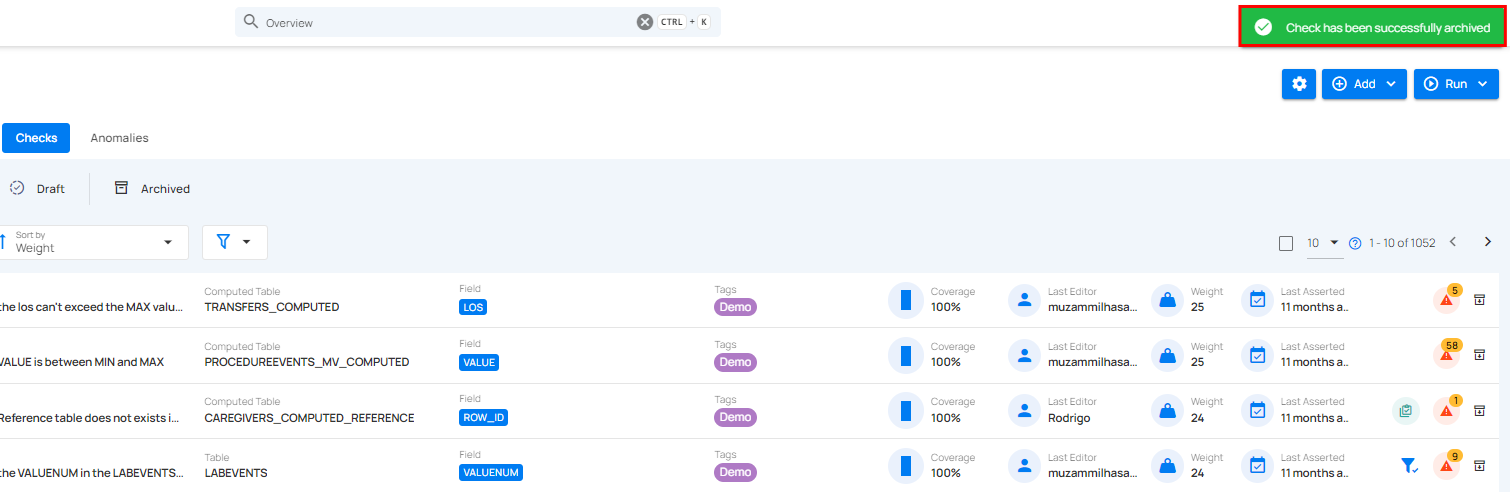 Overview
CTRL + K
Check has been successfully archived
Add
Run
Checks
Anomalies
Draft
Archived
Sort by
Weight
10
1 - 10 of 1052
the los can't exceed the MAX valu...
Computed Table
TRANSFERS_COMPUTED
Field
LOS
Tags
Demo
Coverage
100%
Last Editor
muzammilhasa...
Weight
25
Last Asserted
11 months a..
5
VALUE is between MIN and MAX
Computed Table
PROCEDUREEVENTS_MV_COMPUTED
Field
VALUE
Tags
Demo
Coverage
100%
Last Editor
muzammilhasa...
Weight
25
Last Asserted
11 months a..
58
Reference table does not exists i...
Computed Table
CAREGIVERS_COMPUTED_REFERENCE
Field
ROW_ID
Tags
Demo
Coverage
100%
Last Editor
Rodrigo
Weight
24
Last Asserted
11 months a..
1
the VALUENUM in the LABEVENTS...
Table
LABEVENTS
Field
VALUENUM
Tags
Demo
Coverage
100%
Last Editor
muzammilhasa...
Weight
24
Last Asserted
11 months a..
9